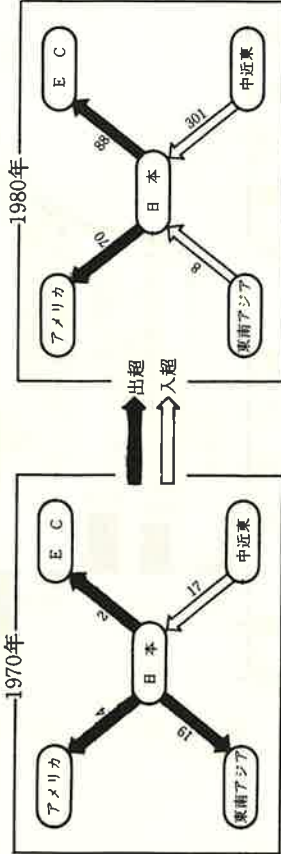 1970年
アメリカ
E C
4
2
日 本
19
17
東南アジア
中近東
出超
入超
1980年
アメリカ
E C
70
88
日 本
8
301
東南アジア
中近東